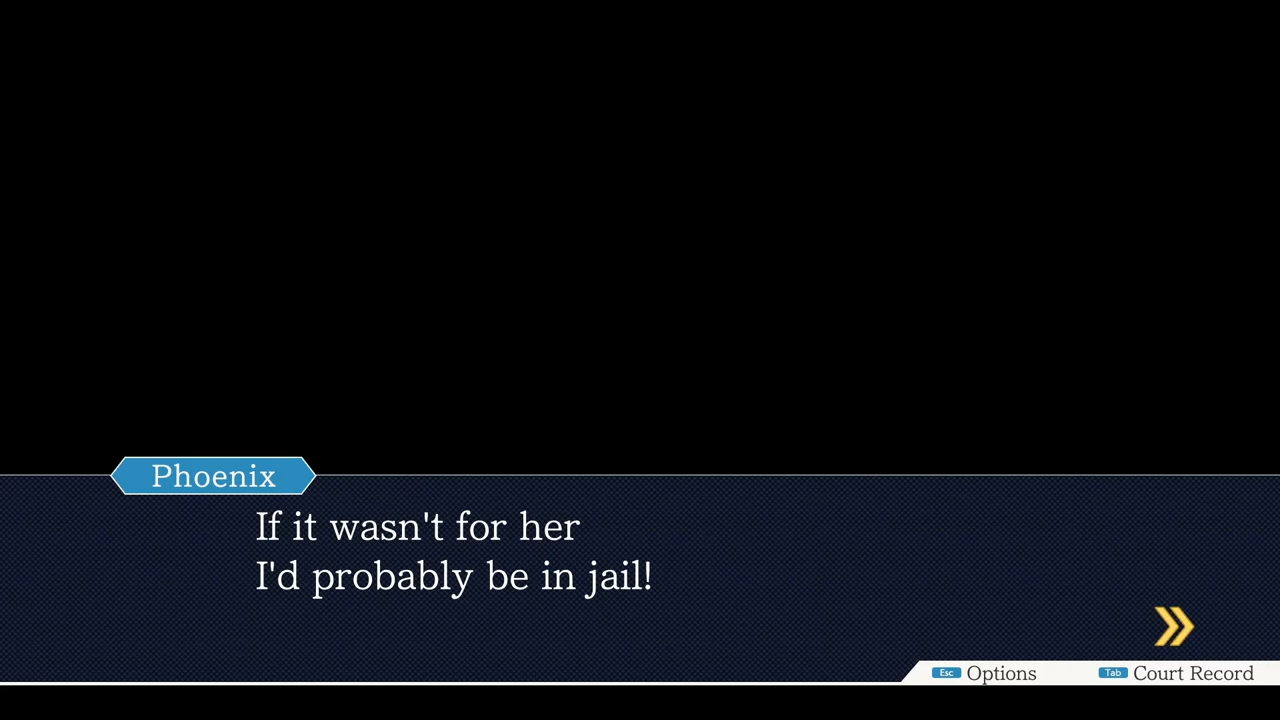 Phoenix
If it wasn't for her
I'd probably be in jail!
Esc Options Tab Court Record